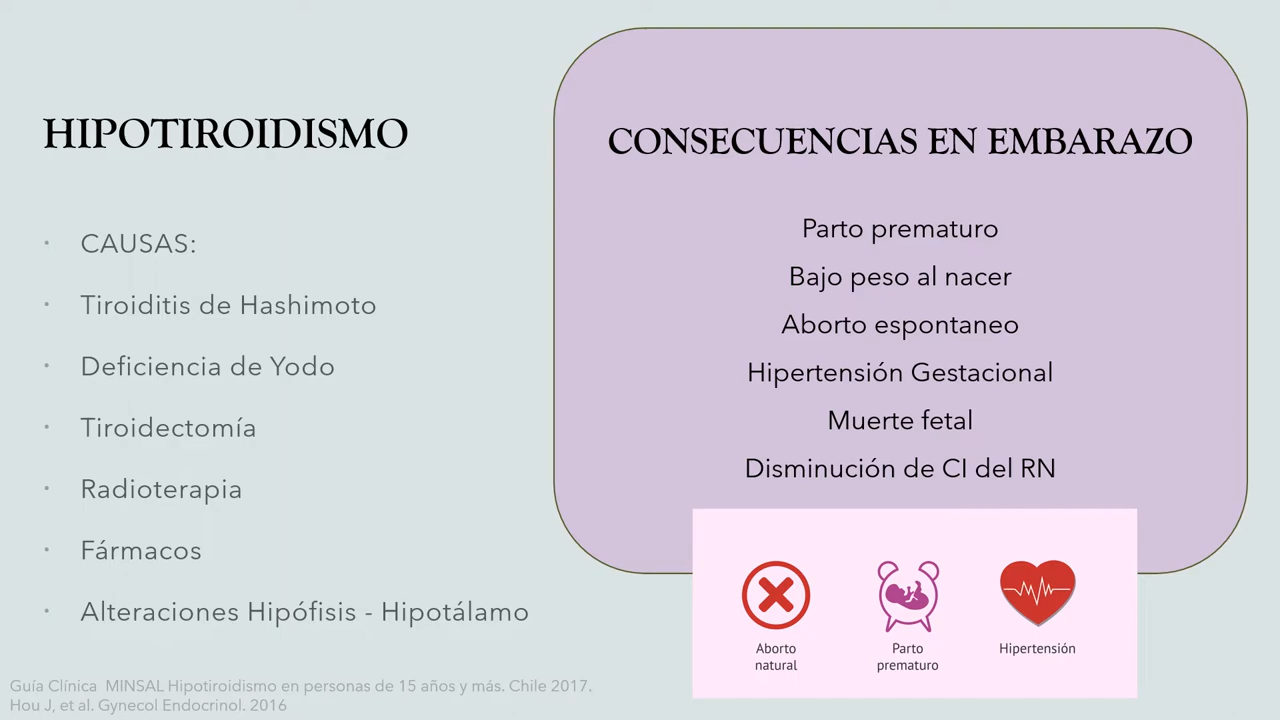 HIPOTIROIDISMO
· CAUSAS:
· Tiroiditis de Hashimoto
· Deficiencia de Yodo
· Tiroidectomía
· Radioterapia
· Fármacos
· Alteraciones Hipófisis - Hipotálamo
Guía Clínica MINSAL Hipotiroidismo en personas de 15 años y más. Chile 2017.
Hou J, et al. Gynecol Endocrinol. 2016
CONSECUENCIAS EN EMBARAZO
Parto prematuro
Bajo peso al nacer
Aborto espontaneo
Hipertensión Gestacional
Muerte fetal
Disminución de CI del RN
Aborto
natural
Parto
prematuro
Hipertensión